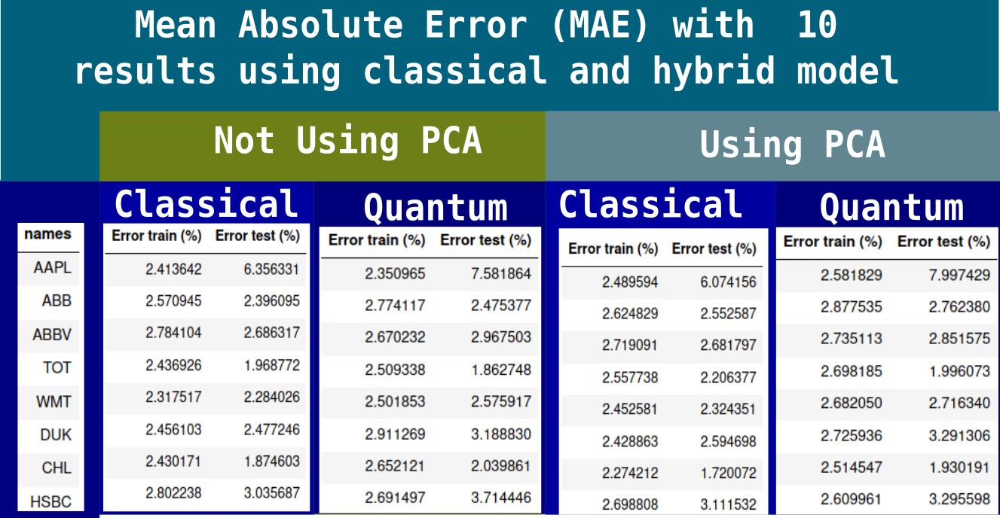 Mean Absolute Error (MAE) with 10
results using classical and hybrid model
Not Using PCA Using PCA
Classical Quantum Classical Quantum
names Error train (%) Error test (%) Error train (%) Error test (%) Error train (%) Error test (%) Error train (%) Error test (%)
AAPL 2.413642 6.356331 2.350965 7.581864 2.489594 6.074156 2.581829 7.997429
ABB 2.570945 2.396095 2.774117 2.475377 2.624829 2.552587 2.877535 2.762380
ABBV 2.784104 2.686317 2.670232 2.967503 2.719091 2.681797 2.735113 2.851575
TOT 2.436926 1.968772 2.509338 1.862748 2.557738 2.206377 2.698185 1.996073
WMT 2.317517 2.284026 2.501853 2.575917 2.452581 2.324351 2.682050 2.716340
DUK 2.456103 2.477246 2.911269 3.188830 2.428863 2.594698 2.725936 3.291306
CHL 2.430171 1.874603 2.652121 2.039861 2.274212 1.720072 2.514547 1.930191
HSBC 2.802238 3.035687 2.691497 3.714446 2.698808 3.111532 2.609961 3.295598